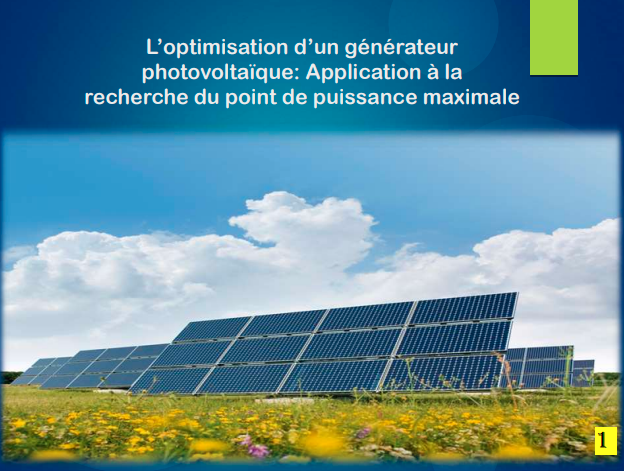 L’optimisation d’un générateur
photovoltaïque: Application à la
recherche du point de puissance maximale
1